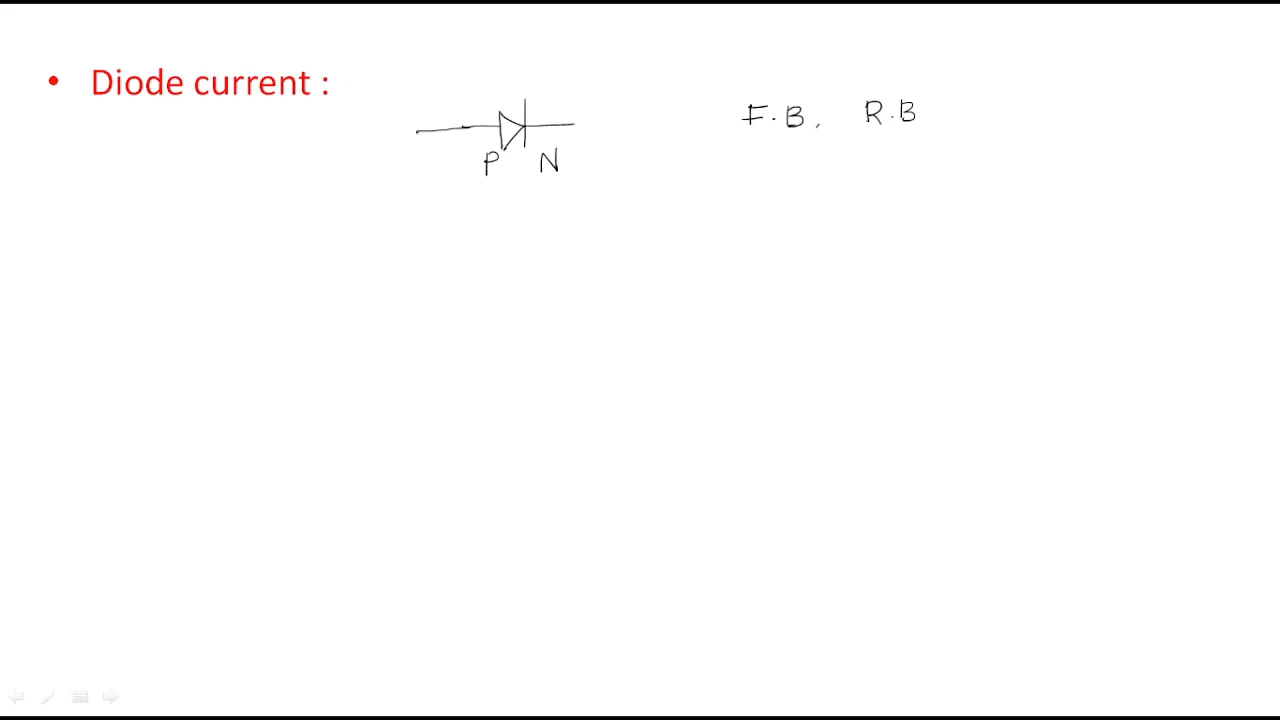 • Diode current :
F.B, R.B
P N